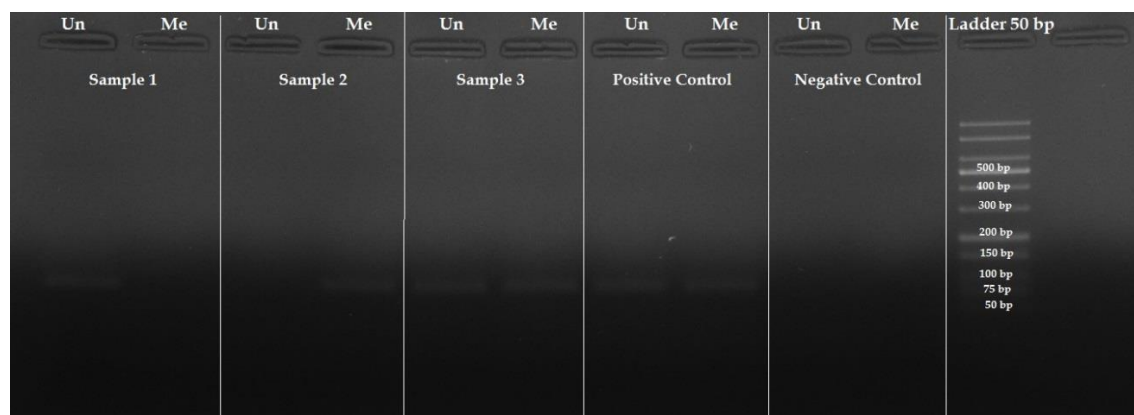 Un Me Un Me Un Me Un Me Un Me Ladder 50 bp
Sample 1 Sample 2 Sample 3 Positive Control Negative Control
500 bp
400 bp
300 bp
200 bp
150 bp
100 bp
75 bp
50 bp